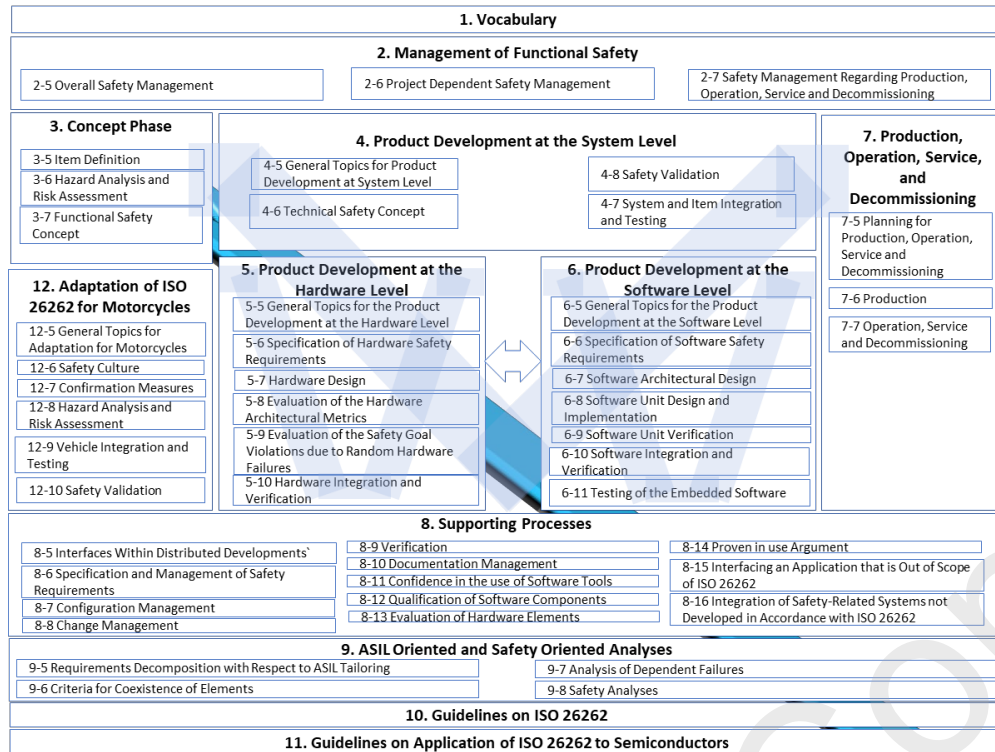 1. Vocabulary
2. Management of Functional Safety
2-5 Overall Safety Management
2-6 Project Dependent Safety Management
2-7 Safety Management Regarding Production,
Operation, Service and Decommissioning
3. Concept Phase
3-5 Item Definition
3-6 Hazard Analysis and
Risk Assessment
3-7 Functional Safety
Concept
4. Product Development at the System Level
4-5 General Topics for Product
Development at System Level
4-6 Technical Safety Concept
4-8 Safety Validation
4-7 System and Item Integration
and Testing
7. Production,
Operation, Service,
and
Decommissioning
7-5 Planning for
Production, Operation,
Service and
Decommissioning
7-6 Production
7-7 Operation, Service
and Decommissioning
12. Adaptation of ISO
26262 for Motorcycles
12-5 General Topics for
Adaptation for Motorcycles
12-6 Safety Culture
12-7 Confirmation Measures
12-8 Hazard Analysis and
Risk Assessment
12-9 Vehicle Integration and
Testing
12-10 Safety Validation
5. Product Development at the
Hardware Level
5-5 General Topics for the Product
Development at the Hardware Level
5-6 Specification of Hardware Safety
Requirements
5-7 Hardware Design
5-8 Evaluation of the Hardware
Architectural Metrics
5-9 Evaluation of the Safety Goal
Violations due to Random Hardware
Failures
5-10 Hardware Integration and
Verification
6. Product Development at the
Software Level
6-5 General Topics for the Product
Development at the Software Level
6-6 Specification of Software Safety
Requirements
6-7 Software Architectural Design
6-8 Software Unit Design and
Implementation
6-9 Software Unit Verification
6-10 Software Integration and
Verification
6-11 Testing of the Embedded Software
8. Supporting Processes
8-5 Interfaces Within Distributed Developments`
8-6 Specification and Management of Safety
Requirements
8-7 Configuration Management
8-8 Change Management
8-9 Verification
8-10 Documentation Management
8-11 Confidence in the use of Software Tools
8-12 Qualification of Software Components
8-13 Evaluation of Hardware Elements
8-14 Proven in use Argument
8-15 Interfacing an Application that is Out of Scope
of ISO 26262
8-16 Integration of Safety-Related Systems not
Developed in Accordance with ISO 26262
9. ASIL Oriented and Safety Oriented Analyses
9-5 Requirements Decomposition with Respect to ASIL Tailoring
9-6 Criteria for Coexistence of Elements
9-7 Analysis of Dependent Failures
9-8 Safety Analyses
10. Guidelines on ISO 26262
11. Guidelines on Application of ISO 26262 to Semiconductors